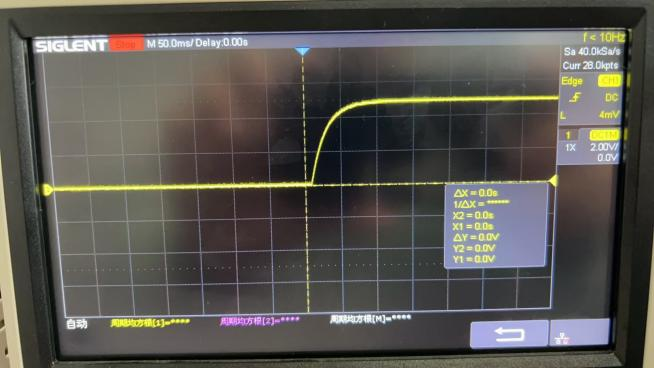 SIGLENT Stop M 50.0ms/ Delay:0.00s f < 10Hz
Sa 40.0kSa/s
Curr 28.0kpts
Edge CH1
DC
L 4mV
1 DC1M
1X 2.00V/
0.0V
ΔX = 0.0s
1/ΔX = ******
X2 = 0.0s
X1 = 0.0s
ΔY = 0.0V
Y2 = 0.0V
Y1 = 0.0V
自动 周期均方根[1]=**** 周期均方根[2]=**** 周期均方根[M]=****